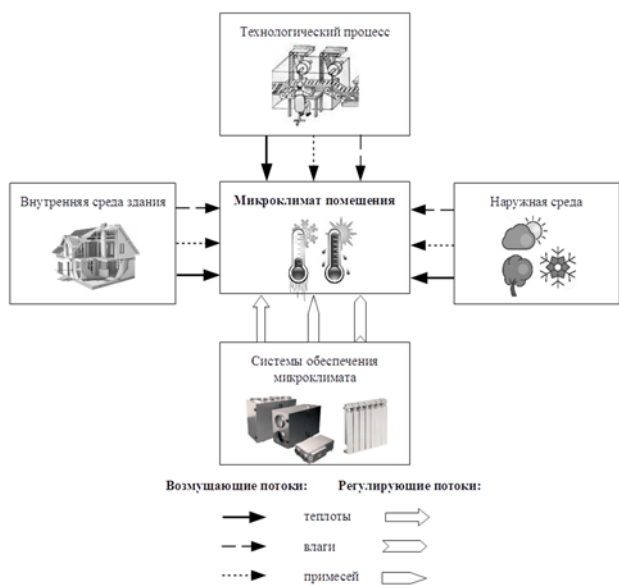 Технологический процесс
Внутренняя среда здания
Микроклимат помещения
Наружная среда
Системы обеспечения
микроклимата
Возмущающие потоки: Регулирующие потоки:
теплоты
влаги
примесей